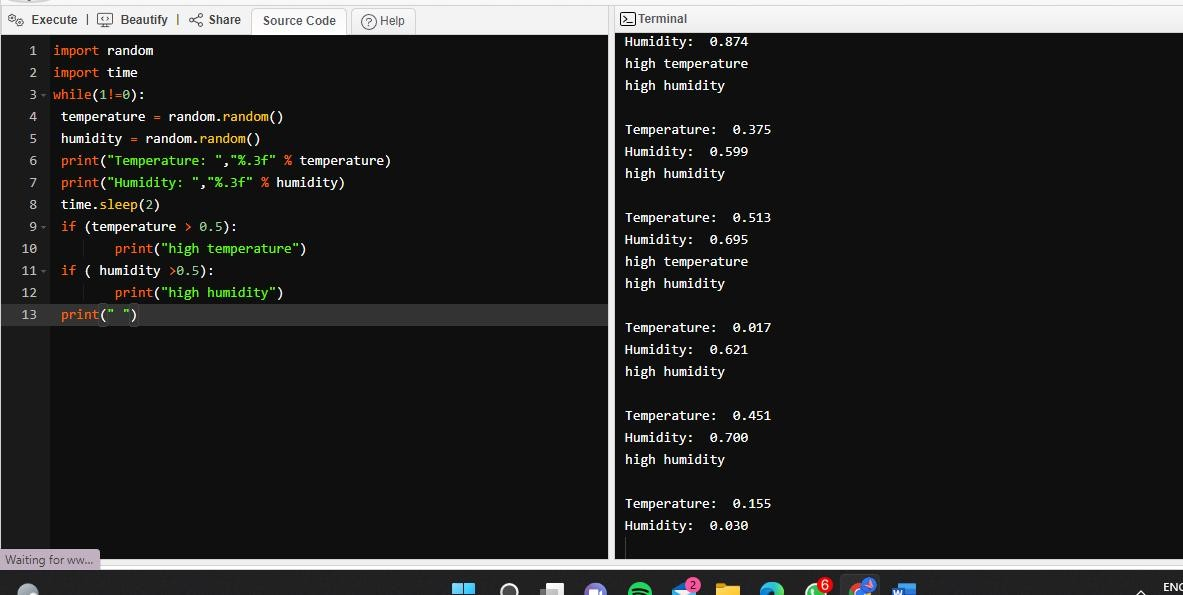 Execute | Beautify | Share Source Code ? Help
1 import random
2 import time
3 while(1!=0):
4 temperature = random.random()
5 humidity = random.random()
6 print("Temperature: ","%.3f" % temperature)
7 print("Humidity: ","%.3f" % humidity)
8 time.sleep(2)
9 if (temperature > 0.5):
10 print("high temperature")
11 if ( humidity >0.5):
12 print("high humidity")
13 print(" ")
Terminal
Humidity:  0.874
high temperature
high humidity
Temperature:  0.375
Humidity:  0.599
high humidity
Temperature:  0.513
Humidity:  0.695
high temperature
high humidity
Temperature:  0.017
Humidity:  0.621
high humidity
Temperature:  0.451
Humidity:  0.700
high humidity
Temperature:  0.155
Humidity:  0.030
Waiting for ww...
2
6
W
ENG